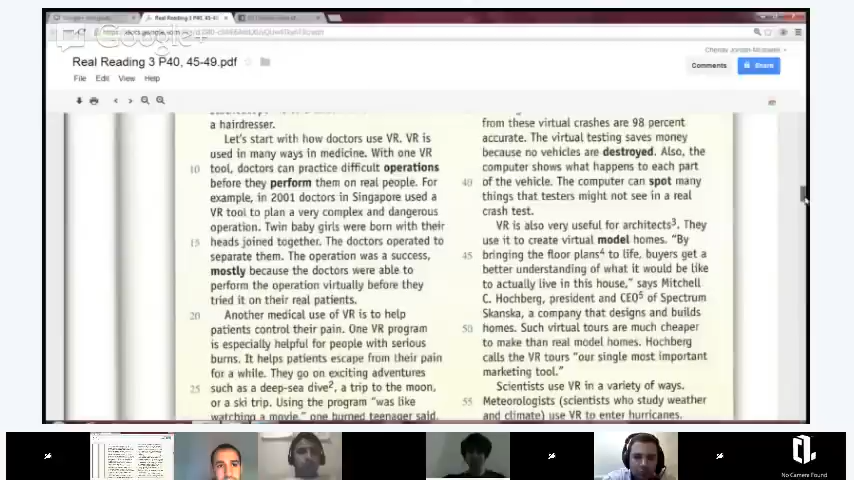 Real Reading 3 P40, 45-49.pdf
File Edit View Help
Comments
Share
Google+
a hairdresser.
Let's start with how doctors use VR. VR is
used in many ways in medicine. With one VR
10 tool, doctors can practice difficult operations
before they perform them on real people. For
example, in 2001 doctors in Singapore used a
VR tool to plan a very complex and dangerous
operation. Twin baby girls were born with their
15 heads joined together. The doctors operated to
separate them. The operation was a success,
mostly because the doctors were able to
perform the operation virtually before they
tried it on their real patients.
20 Another medical use of VR is to help
patients control their pain. One VR program
is especially helpful for people with serious
burns. It helps patients escape from their pain
for a while. They go on exciting adventures
25 such as a deep-sea dive2, a trip to the moon,
or a ski trip. Using the program "was like
watching a movie," one burned teenager said.
from these virtual crashes are 98 percent
accurate. The virtual testing saves money
because no vehicles are destroyed. Also, the
computer shows what happens to each part
40 of the vehicle. The computer can spot many
things that testers might not see in a real
crash test.
VR is also very useful for architects3. They
use it to create virtual model homes. "By
45 bringing the floor plans4 to life, buyers get a
better understanding of what it would be like
to actually live in this house," says Mitchell
C. Hochberg, president and CEO5 of Spectrum
Skanska, a company that designs and builds
50 homes. Such virtual tours are much cheaper
to make than real model homes. Hochberg
calls the VR tours "our single most important
marketing tool."
Scientists use VR in a variety of ways.
55 Meteorologists (scientists who study weather
and climate) use VR to enter hurricanes.
No Camera Found